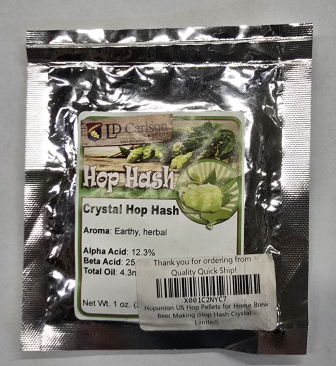 LD Carlson
Hop Hash
Crystal Hop Hash
Aroma: Earthy, herbal
Alpha Acid: 12.3%
Beta Acid: 25
Total Oil: 4.3m
Net Wt. 1 oz. (2
Thank you for ordering from
Quality Quick Ship!
X001C2NYC7
Hopunion US Hop Pellets for Home Brew
Beer Making (Hop Hash Crystal -
Limited)